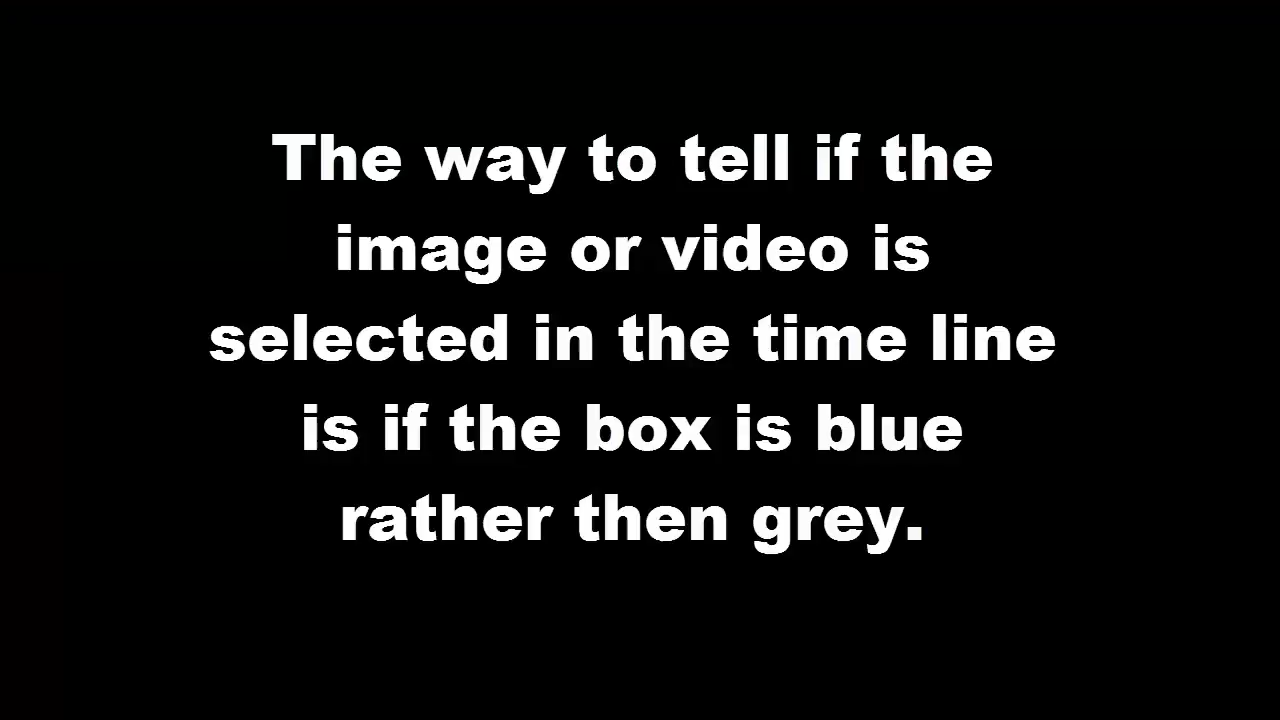 The way to tell if the
image or video is
selected in the time line
is if the box is blue
rather then grey.